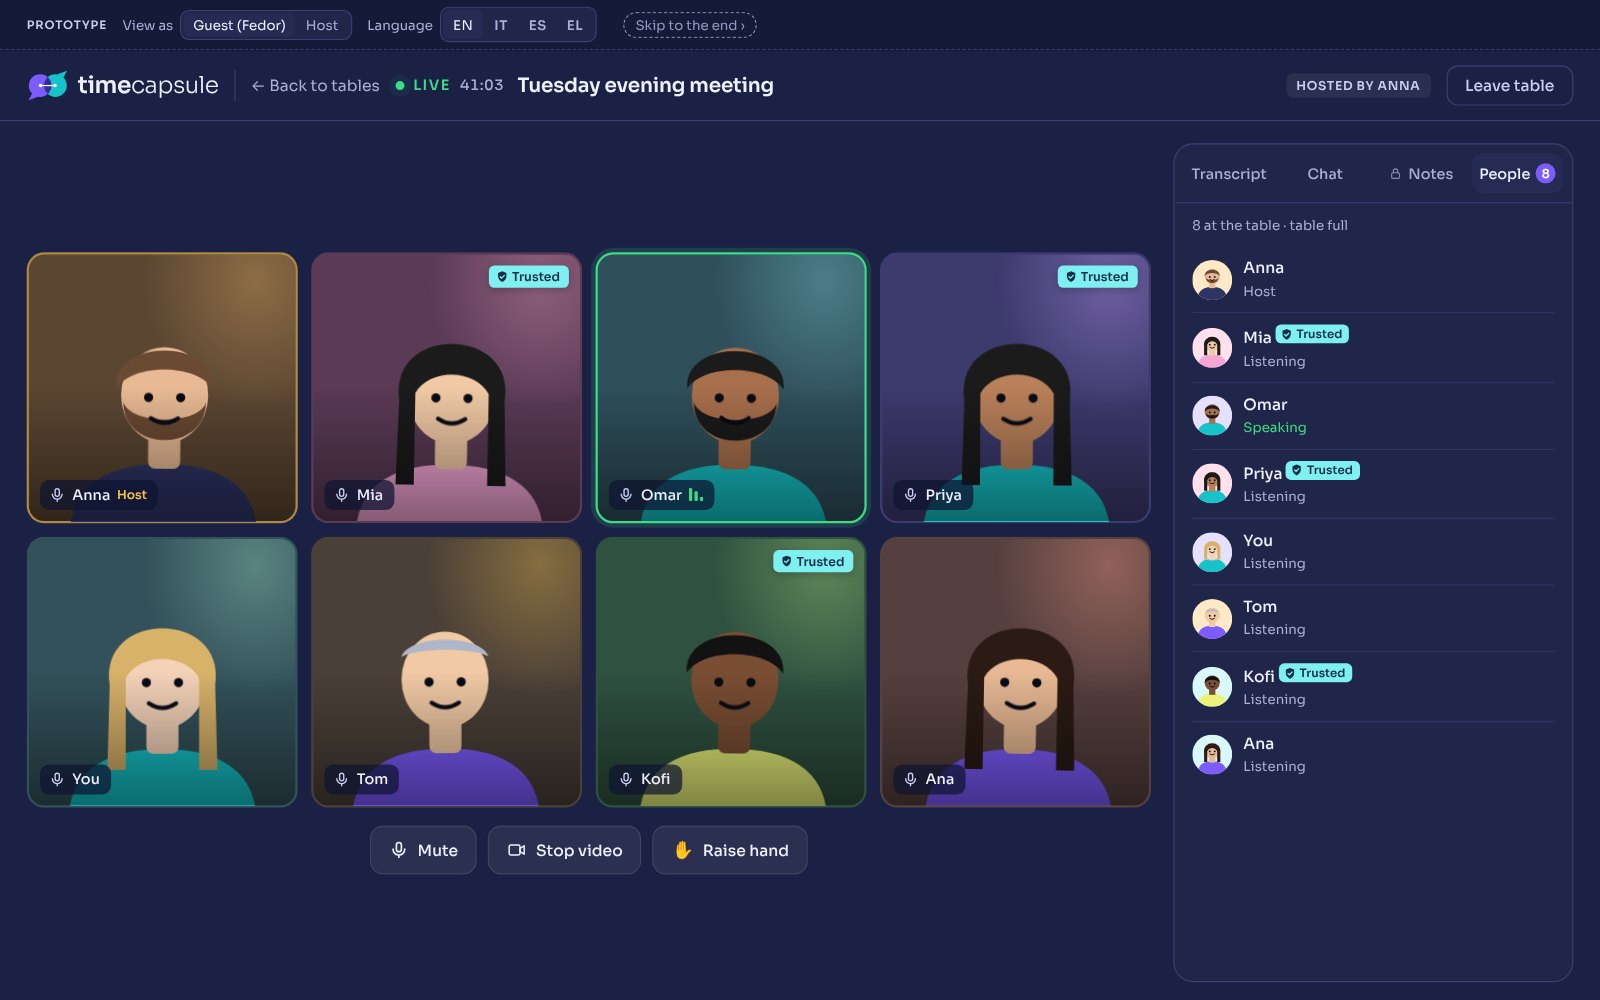 PROTOTYPE View as Guest (Fedor) Host Language EN IT ES EL Skip to the end ›
timecapsule ← Back to tables LIVE 41:03 Tuesday evening meeting HOSTED BY ANNA Leave table
Transcript Chat Notes People 8
8 at the table · table full
Anna
Host
Mia Trusted
Listening
Omar
Speaking
Priya Trusted
Listening
You
Listening
Tom
Listening
Kofi Trusted
Listening
Ana
Listening
Trusted Trusted
Anna Host Mia Omar Priya
Trusted
You Tom Kofi Ana
Mute Stop video Raise hand